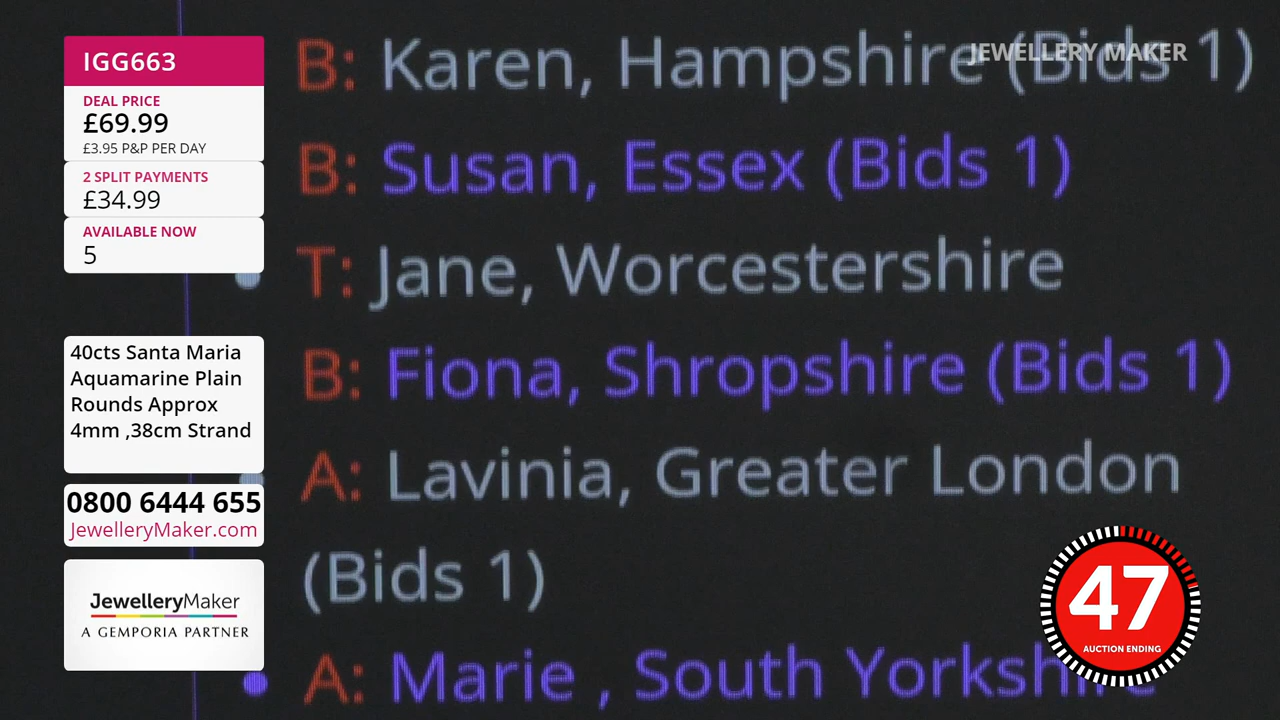 IGG663
DEAL PRICE
£69.99
£3.95 P&P PER DAY
2 SPLIT PAYMENTS
£34.99
AVAILABLE NOW
5
40cts Santa Maria
Aquamarine Plain
Rounds Approx
4mm ,38cm Strand
0800 6444 655
JewelleryMaker.com
JewelleryMaker
A GEMPORIA PARTNER
JEWELLERY MAKER
B: Karen, Hampshire (Bids 1)
B: Susan, Essex (Bids 1)
T: Jane, Worcestershire
B: Fiona, Shropshire (Bids 1)
A: Lavinia, Greater London
(Bids 1)
A: Marie , South Yorkshire
47
AUCTION ENDING